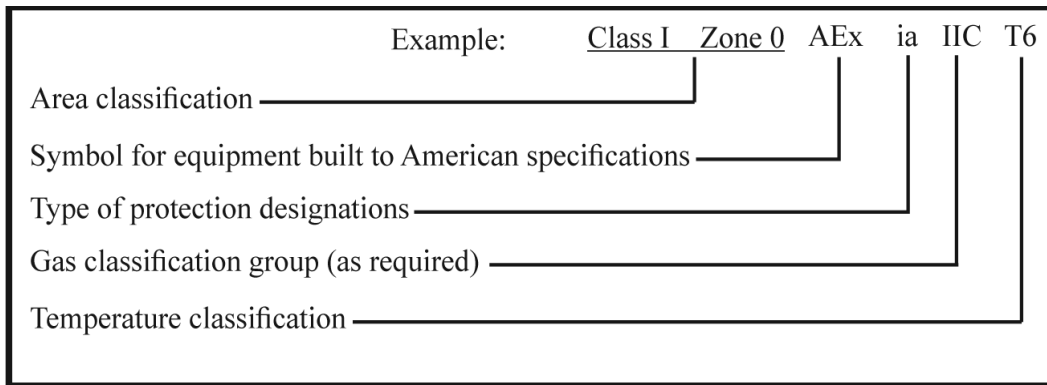 Example: Class I Zone 0 AEx ia IIC T6
Area classification
Symbol for equipment built to American specifications
Type of protection designations
Gas classification group (as required)
Temperature classification